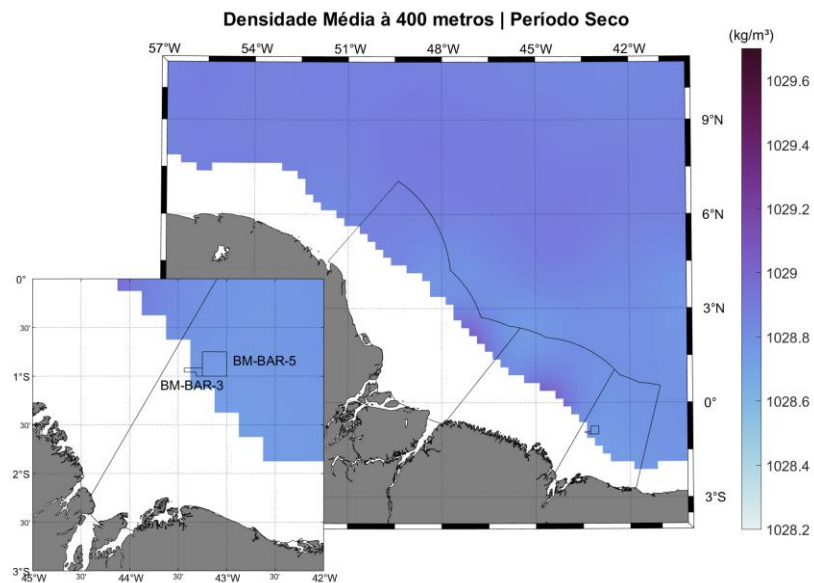 Densidade Média à 400 metros | Período Seco
(kg/m³)
57°W 54°W 51°W 48°W 45°W 42°W
9°N
6°N
3°N
0°
3°S
1029.6
1029.4
1029.2
1029
1028.8
1028.6
1028.4
1028.2
0°
30'
1°S
30'
2°S
30'
3°S
BM-BAR-5
BM-BAR-3
45°W 30' 44°W 30' 43°W 30' 42°W